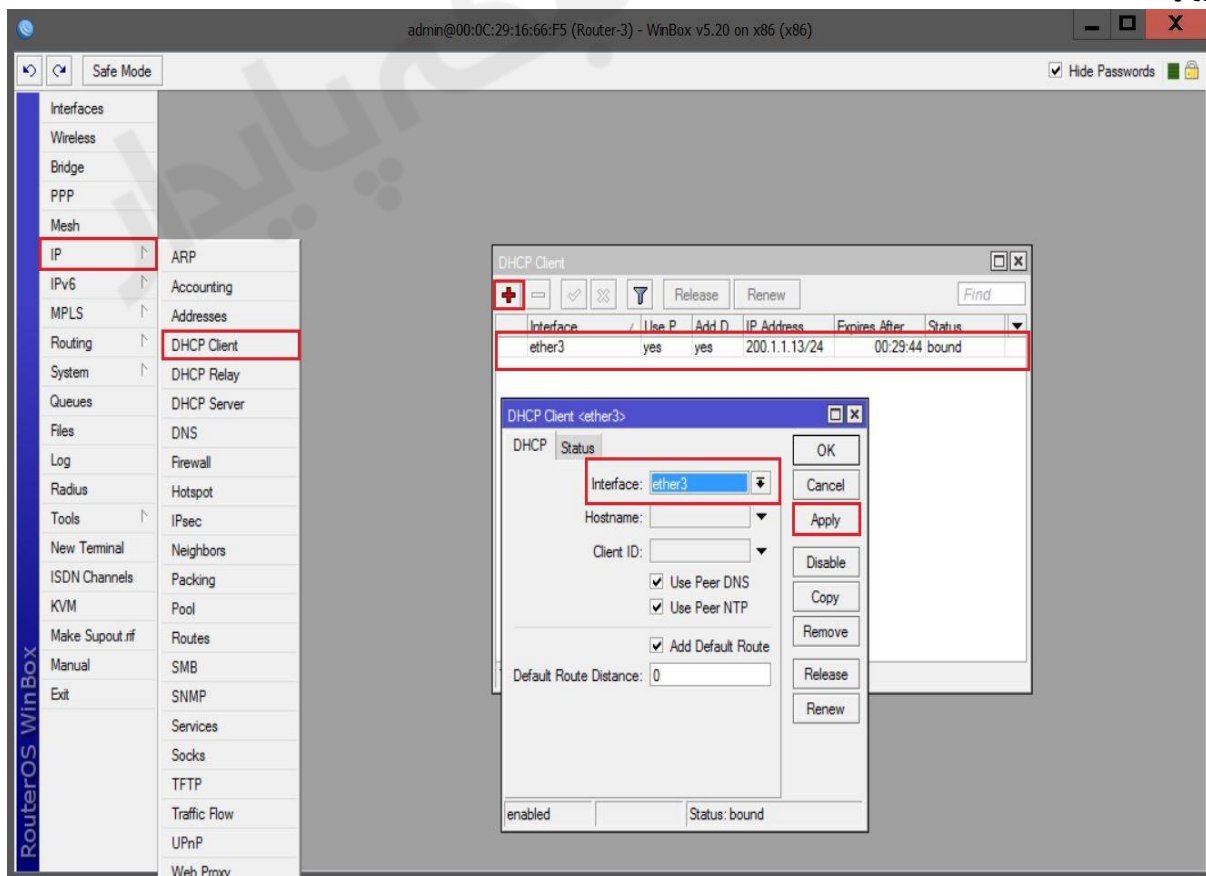 admin@00:0C:29:16:66:F5 (Router-3) - WinBox v5.20 on x86 (x86)
Safe Mode
Hide Passwords
Interfaces
Wireless
Bridge
PPP
Mesh
IP
IPv6
MPLS
Routing
System
Queues
Files
Log
Radius
Tools
New Terminal
ISDN Channels
KVM
Make Supout.rif
Manual
Exit
RouterOS WinBox
ARP
Accounting
Addresses
DHCP Client
DHCP Relay
DHCP Server
DNS
Firewall
Hotspot
IPsec
Neighbors
Packing
Pool
Routes
SMB
SNMP
Services
Socks
TFTP
Traffic Flow
UPnP
Web Proxy
DHCP Client
Release Renew Find
Interface / Use P... Add D... IP Address Expires After Status
ether3 yes yes 200.1.1.13/24 00:29:44 bound
DHCP Client <ether3>
DHCP Status
Interface: ether3
Hostname:
Client ID:
Use Peer DNS
Use Peer NTP
Add Default Route
Default Route Distance: 0
OK
Cancel
Apply
Disable
Copy
Remove
Release
Renew
enabled Status: bound